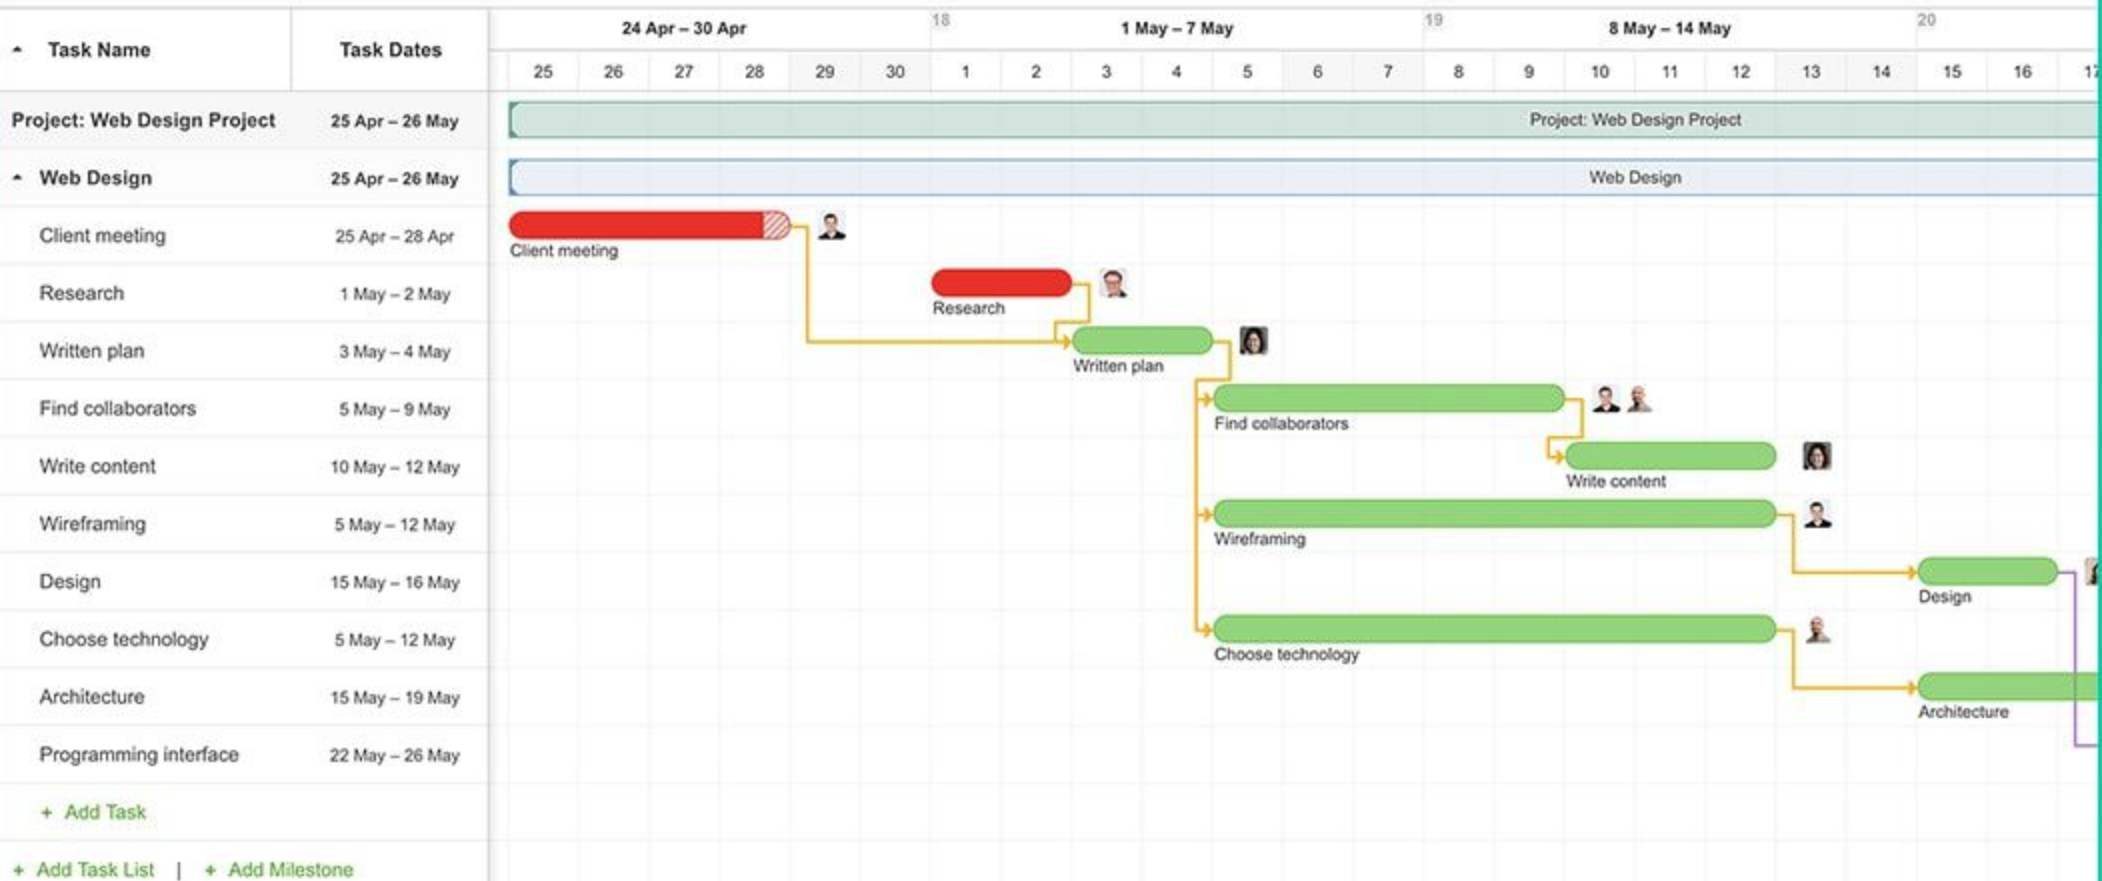 Task Name
Task Dates
24 Apr – 30 Apr
18
1 May – 7 May
19
8 May – 14 May
20
25 26 27 28 29 30 1 2 3 4 5 6 7 8 9 10 11 12 13 14 15 16 17
Project: Web Design Project 25 Apr – 26 May
Project: Web Design Project
Web Design 25 Apr – 26 May
Web Design
Client meeting 25 Apr – 28 Apr
Client meeting
Research 1 May – 2 May
Research
Written plan 3 May – 4 May
Written plan
Find collaborators 5 May – 9 May
Find collaborators
Write content 10 May – 12 May
Write content
Wireframing 5 May – 12 May
Wireframing
Design 15 May – 16 May
Design
Choose technology 5 May – 12 May
Choose technology
Architecture 15 May – 19 May
Architecture
Programming interface 22 May – 26 May
+ Add Task
+ Add Task List | + Add Milestone